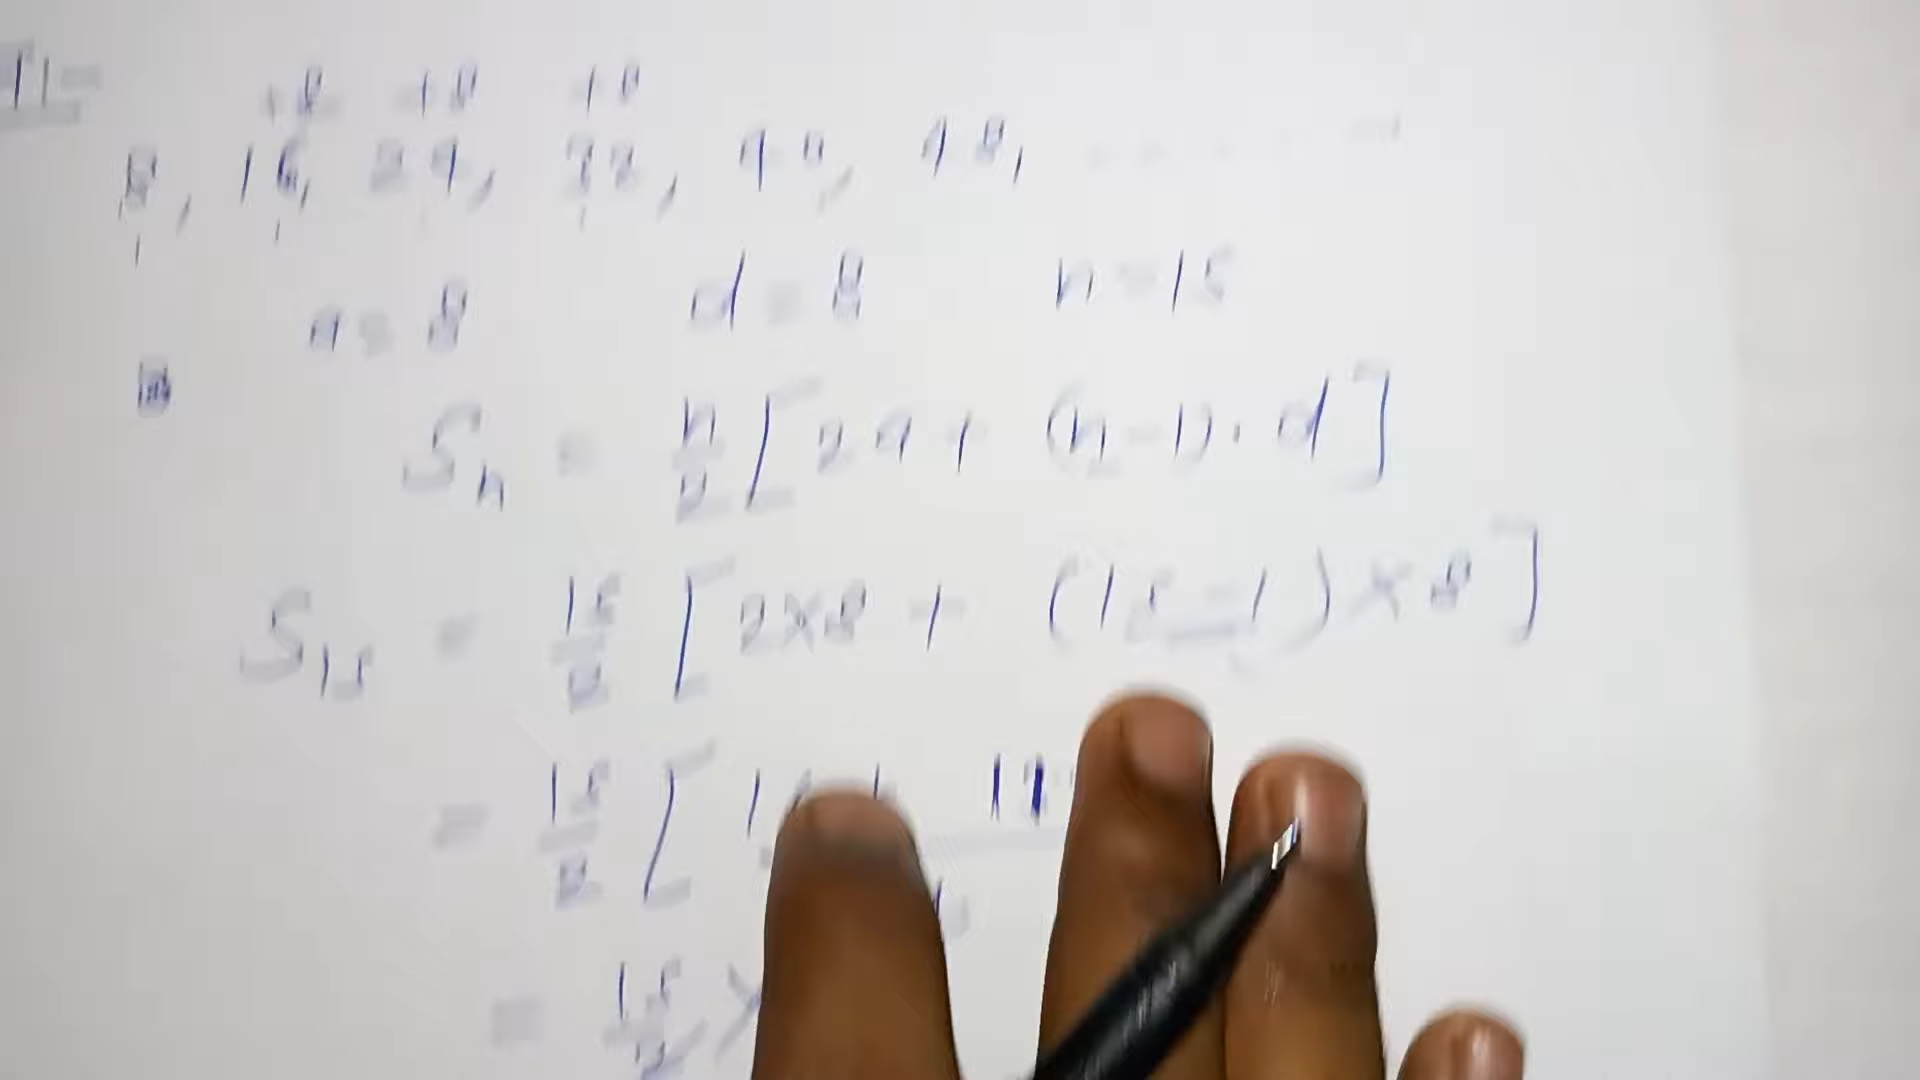 +8 +8 +8
8, 16, 24, 32, 40, 48,
a = 8 d = 8 n = 15
Sn = n/2 [2a + (n-1). d]
S15 = 15/2 [2×8 + (15-1) × 8]
= 15/2 [
= 15/2 ×